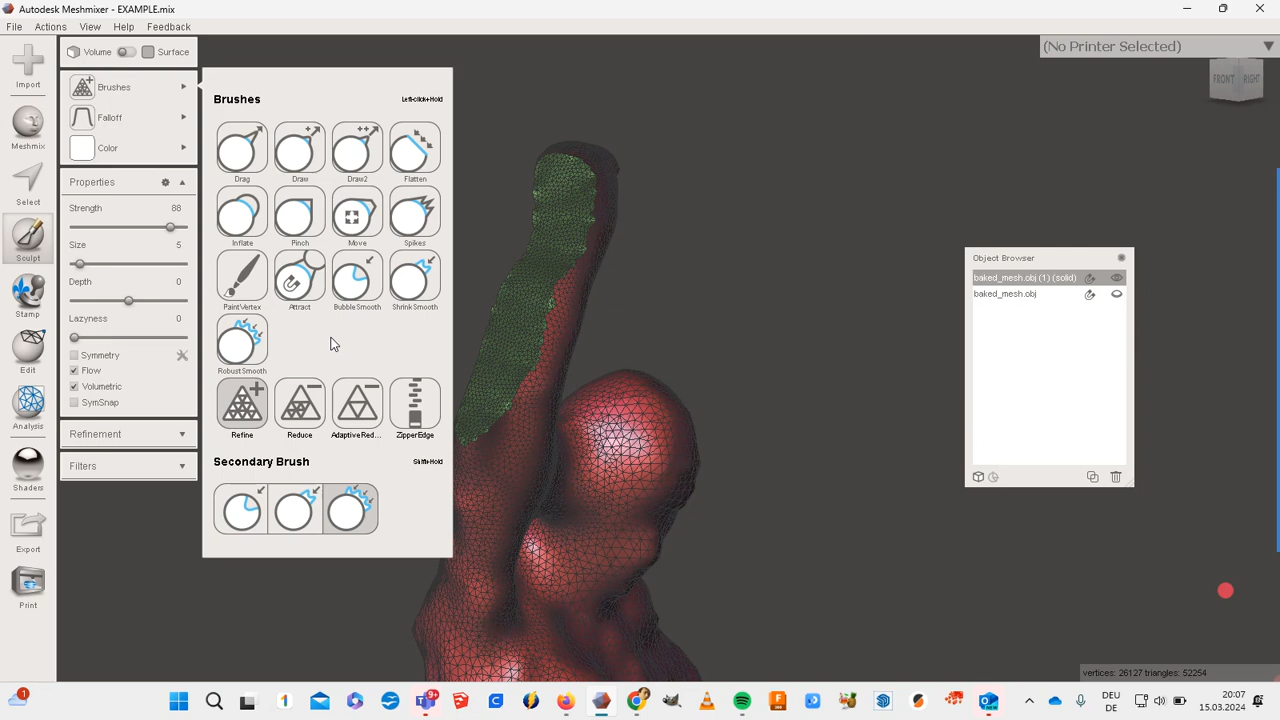 Autodesk Meshmixer - EXAMPLE.mix
File Actions View Help Feedback
(No Printer Selected)
FRONT RIGHT
Import
Meshmix
Select
Sculpt
Stamp
Edit
Analysis
Shaders
Export
Print
Volume Surface
Brushes
Falloff
Color
Properties
Strength 88
Size 5
Depth 0
Lazyness 0
Symmetry
Flow
Volumetric
SymSnap
Refinement
Filters
Brushes Left-click+Hold
Drag Draw Draw2 Flatten
Inflate Pinch Move Spikes
PaintVertex Attract BubbleSmooth ShrinkSmooth
RobustSmooth
Refine Reduce AdaptiveRed... ZipperEdge
Secondary Brush Shift+Hold
Object Browser
baked_mesh.obj (1) (solid)
baked_mesh.obj
vertices: 26127 triangles: 52254
1
9+
DEU
DE
20:07
15.03.2024